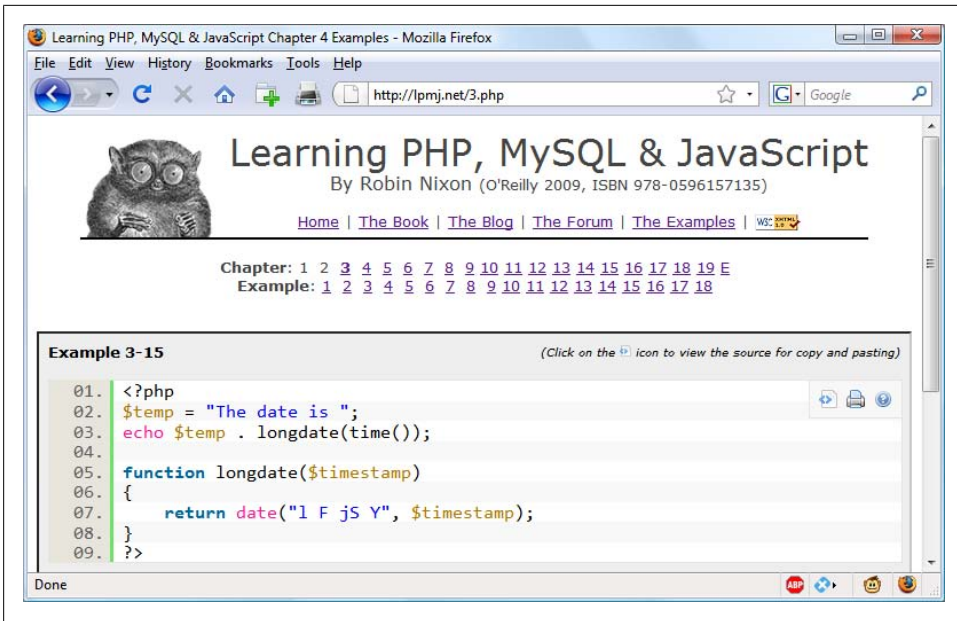 Learning PHP, MySQL & JavaScript Chapter 4 Examples - Mozilla Firefox
File Edit View History Bookmarks Tools Help
http://lpmj.net/3.php
G Google
Learning PHP, MySQL & JavaScript
By Robin Nixon (O'Reilly 2009, ISBN 978-0596157135)
Home | The Book | The Blog | The Forum | The Examples | W3C XHTML 1.0
Chapter: 1 2 3 4 5 6 7 8 9 10 11 12 13 14 15 16 17 18 19 E
Example: 1 2 3 4 5 6 7 8 9 10 11 12 13 14 15 16 17 18
Example 3-15
(Click on the icon to view the source for copy and pasting)
01. <?php
02. $temp = "The date is ";
03. echo $temp . longdate(time());
04.
05. function longdate($timestamp)
06. {
07.     return date("l F jS Y", $timestamp);
08. }
09. ?>
Done
ABP